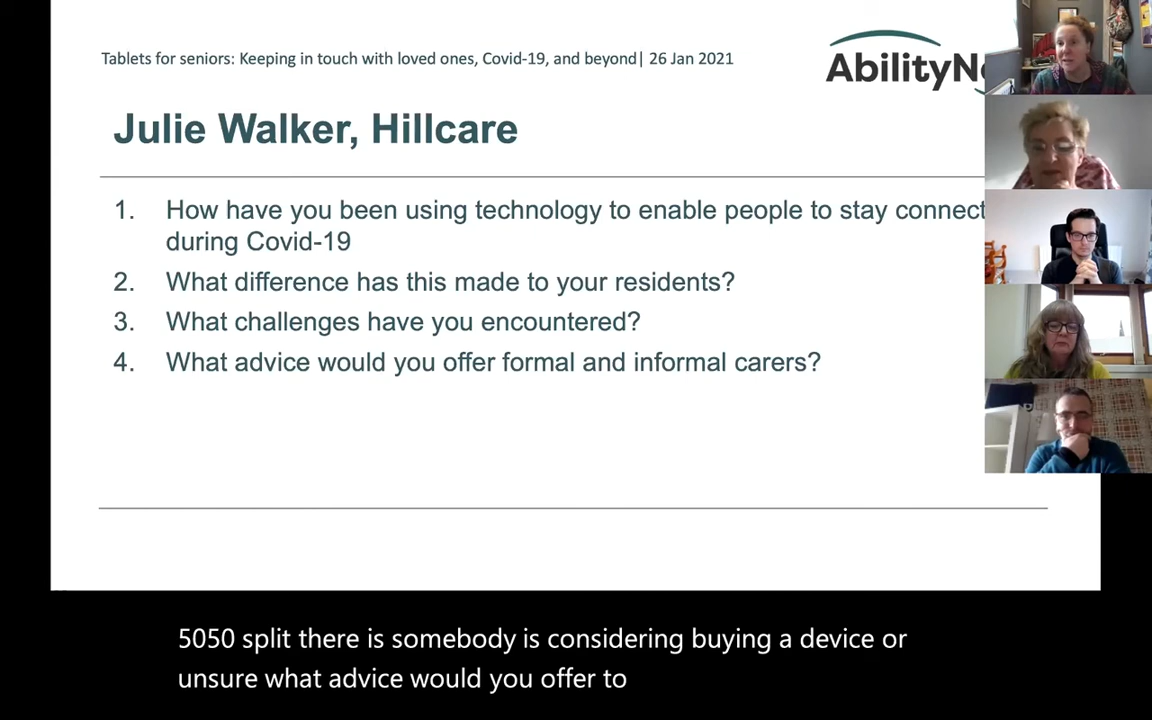 Tablets for seniors: Keeping in touch with loved ones, Covid-19, and beyond| 26 Jan 2021
AbilityN
Julie Walker, Hillcare
1. How have you been using technology to enable people to stay connect
during Covid-19
2. What difference has this made to your residents?
3. What challenges have you encountered?
4. What advice would you offer formal and informal carers?
5050 split there is somebody is considering buying a device or
unsure what advice would you offer to